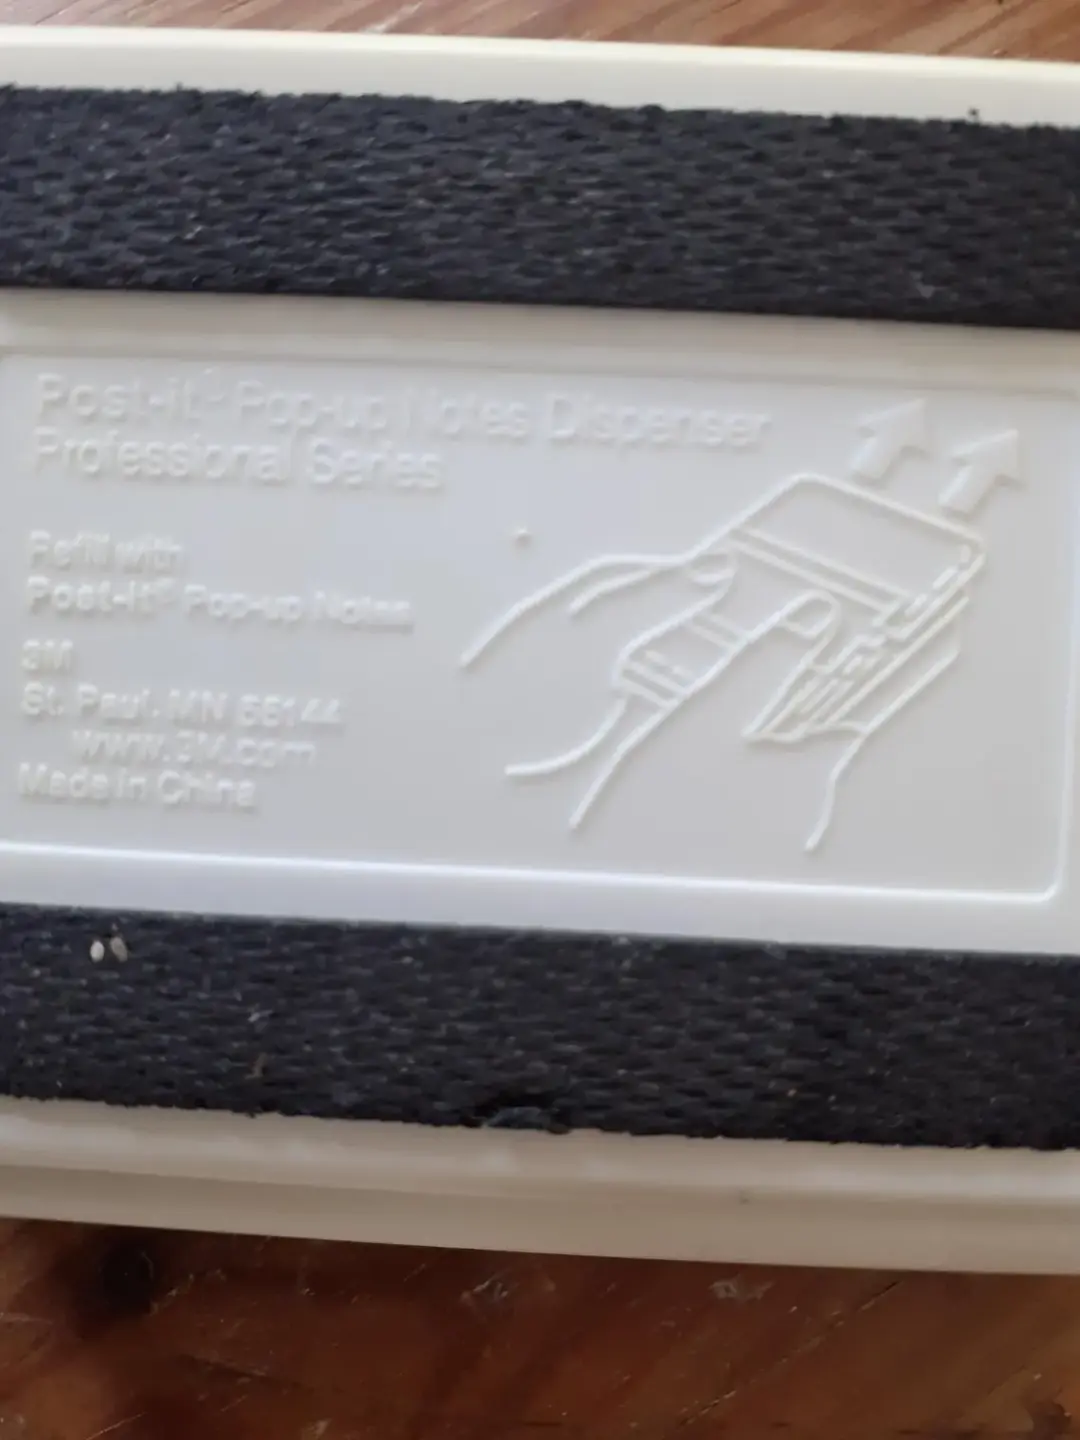 Post-it® Pop-up Notes Dispenser
Professional Series
Refill with
Post-it® Pop-up Notes
3M
St. Paul, MN 55144
www.3M.com
Made in China